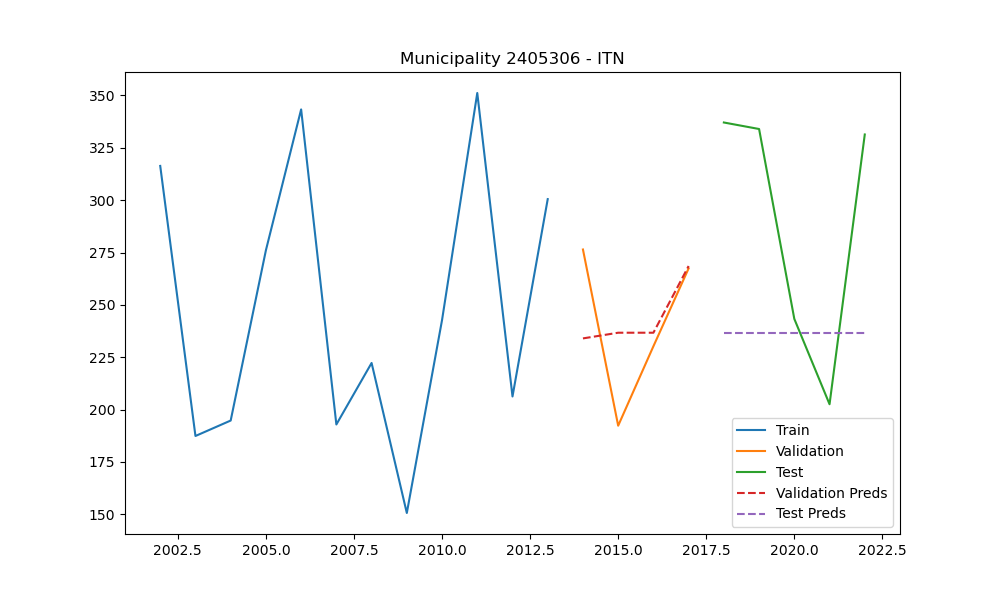 Municipality 2405306 - ITN
350
325
300
275
250
225
200
175
150
2002.5 2005.0 2007.5 2010.0 2012.5 2015.0 2017.5 2020.0 2022.5
Train
Validation
Test
Validation Preds
Test Preds